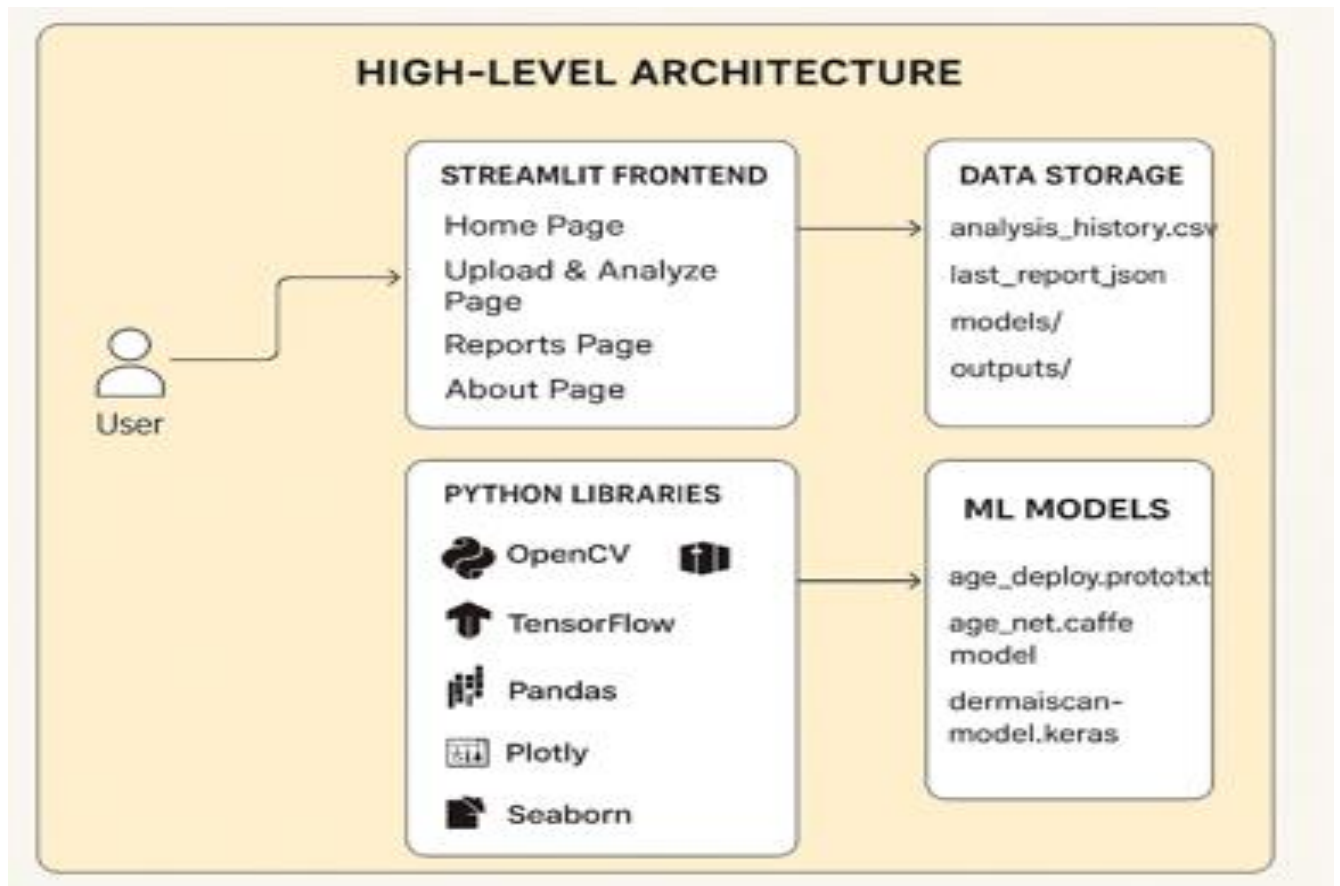 HIGH-LEVEL ARCHITECTURE
User
STREAMLIT FRONTEND
Home Page
Upload & Analyze
Page
Reports Page
About Page
DATA STORAGE
analysis_history.csv
last_report_json
models/
outputs/
PYTHON LIBRARIES
OpenCV
TensorFlow
Pandas
Plotly
Seaborn
ML MODELS
age_deploy.prototxt
age_net.caffe
model
dermaiscan-
model.keras